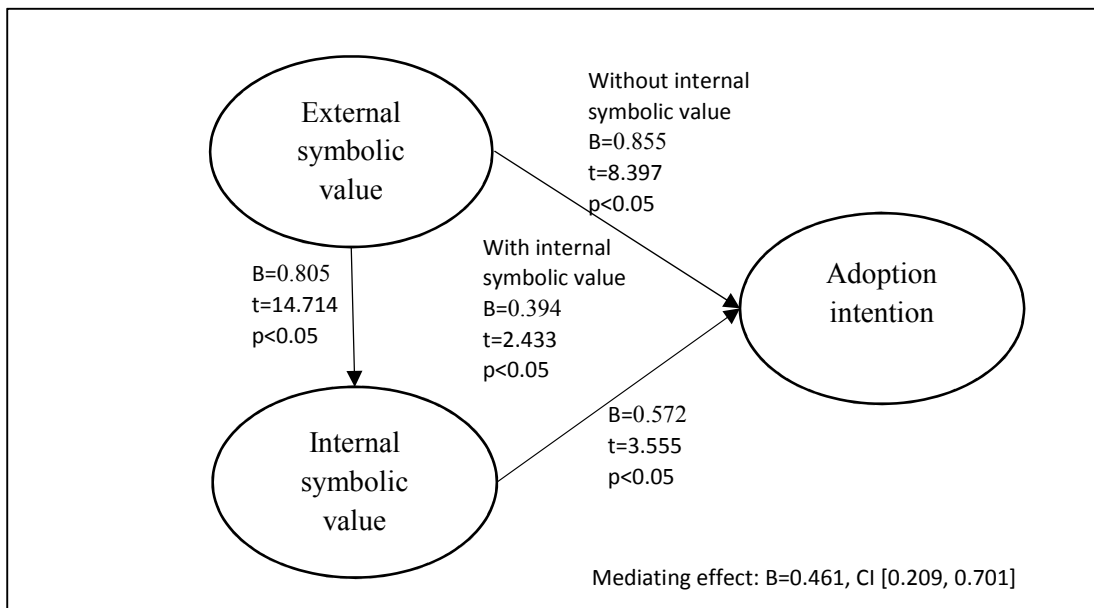 External
symbolic
value
Without internal
symbolic value
B=0.855
t=8.397
p<0.05
With internal
symbolic value
B=0.394
t=2.433
p<0.05
B=0.805
t=14.714
p<0.05
Adoption
intention
Internal
symbolic
value
B=0.572
t=3.555
p<0.05
Mediating effect: B=0.461, CI [0.209, 0.701]